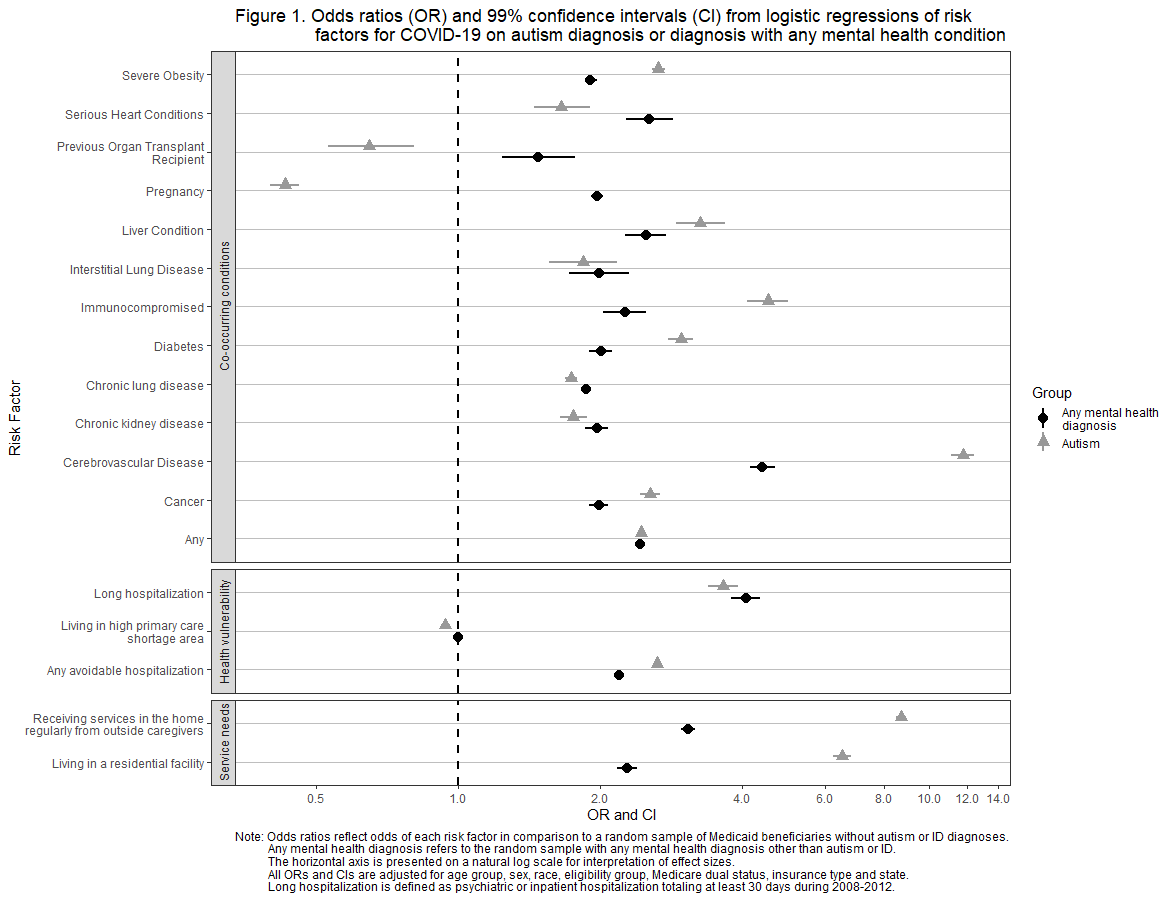 Figure 1. Odds ratios (OR) and 99% confidence intervals (CI) from logistic regressions of risk
factors for COVID-19 on autism diagnosis or diagnosis with any mental health condition
Risk Factor
Co-occurring conditions
Severe Obesity
Serious Heart Conditions
Previous Organ Transplant
Recipient
Pregnancy
Liver Condition
Interstitial Lung Disease
Immunocompromised
Diabetes
Chronic lung disease
Chronic kidney disease
Cerebrovascular Disease
Cancer
Any
Health vulnerability
Long hospitalization
Living in high primary care
shortage area
Any avoidable hospitalization
Service needs
Receiving services in the home
regularly from outside caregivers
Living in a residential facility
0.5 1.0 2.0 4.0 6.0 8.0 10.0 12.0 14.0
OR and CI
Group
Any mental health
diagnosis
Autism
Note: Odds ratios reflect odds of each risk factor in comparison to a random sample of Medicaid beneficiaries without autism or ID diagnoses.
Any mental health diagnosis refers to the random sample with any mental health diagnosis other than autism or ID.
The horizontal axis is presented on a natural log scale for interpretation of effect sizes.
All ORs and CIs are adjusted for age group, sex, race, eligibility group, Medicare dual status, insurance type and state.
Long hospitalization is defined as psychiatric or inpatient hospitalization totaling at least 30 days during 2008-2012.